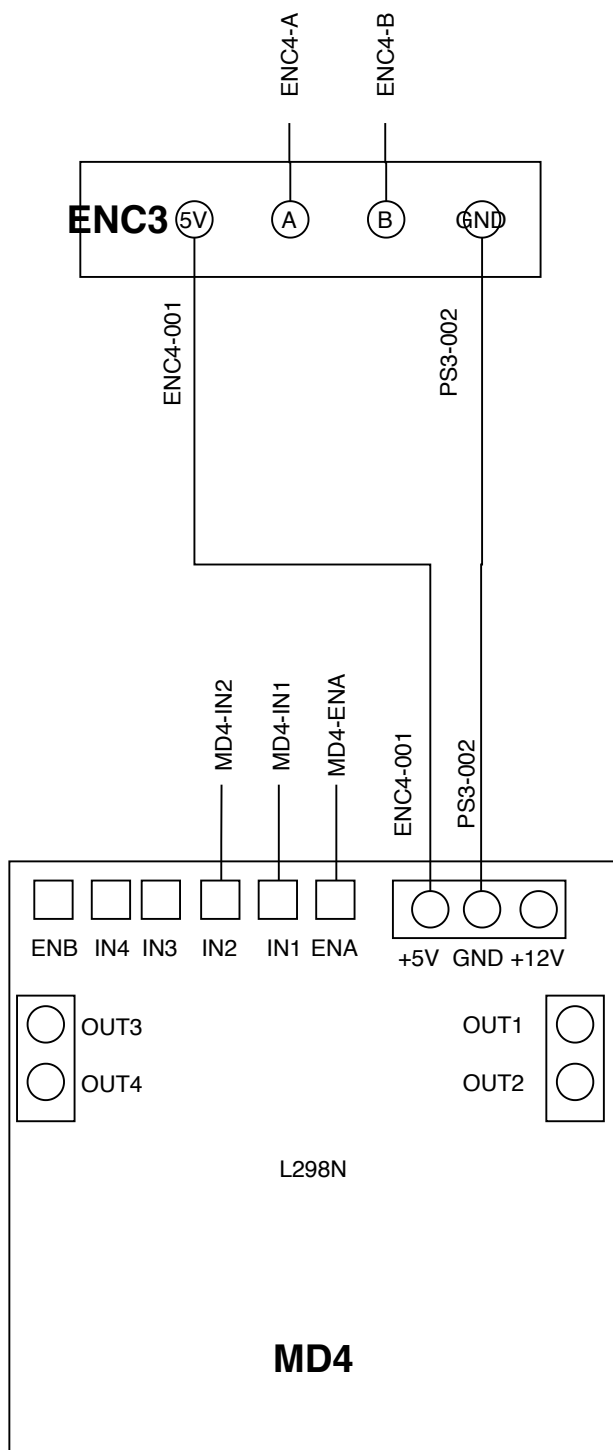 ENC4-A
ENC4-B
ENC3
5V
A
B
GND
ENC4-001
PS3-002
MD4-IN2
MD4-IN1
MD4-ENA
ENC4-001
PS3-002
ENB
IN4
IN3
IN2
IN1
ENA
+5V
GND
+12V
OUT3
OUT1
OUT4
OUT2
L298N
MD4